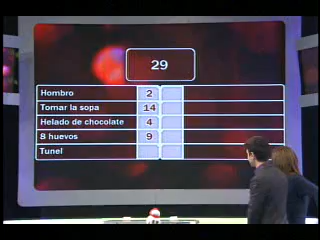 29
Hombro 2
Tomar la sopa 14
Helado de chocolate 4
8 huevos 9
Tunel